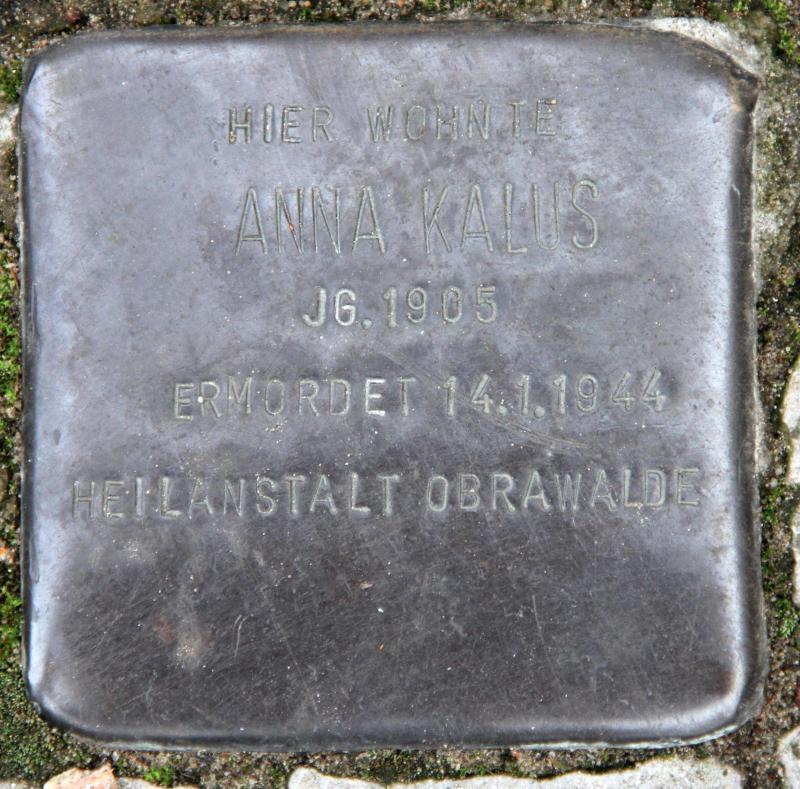 HIER WOHNTE
ANNA KALUS
JG. 1905
ERMORDET 14.1.1944
HEILANSTALT OBRAWALDE